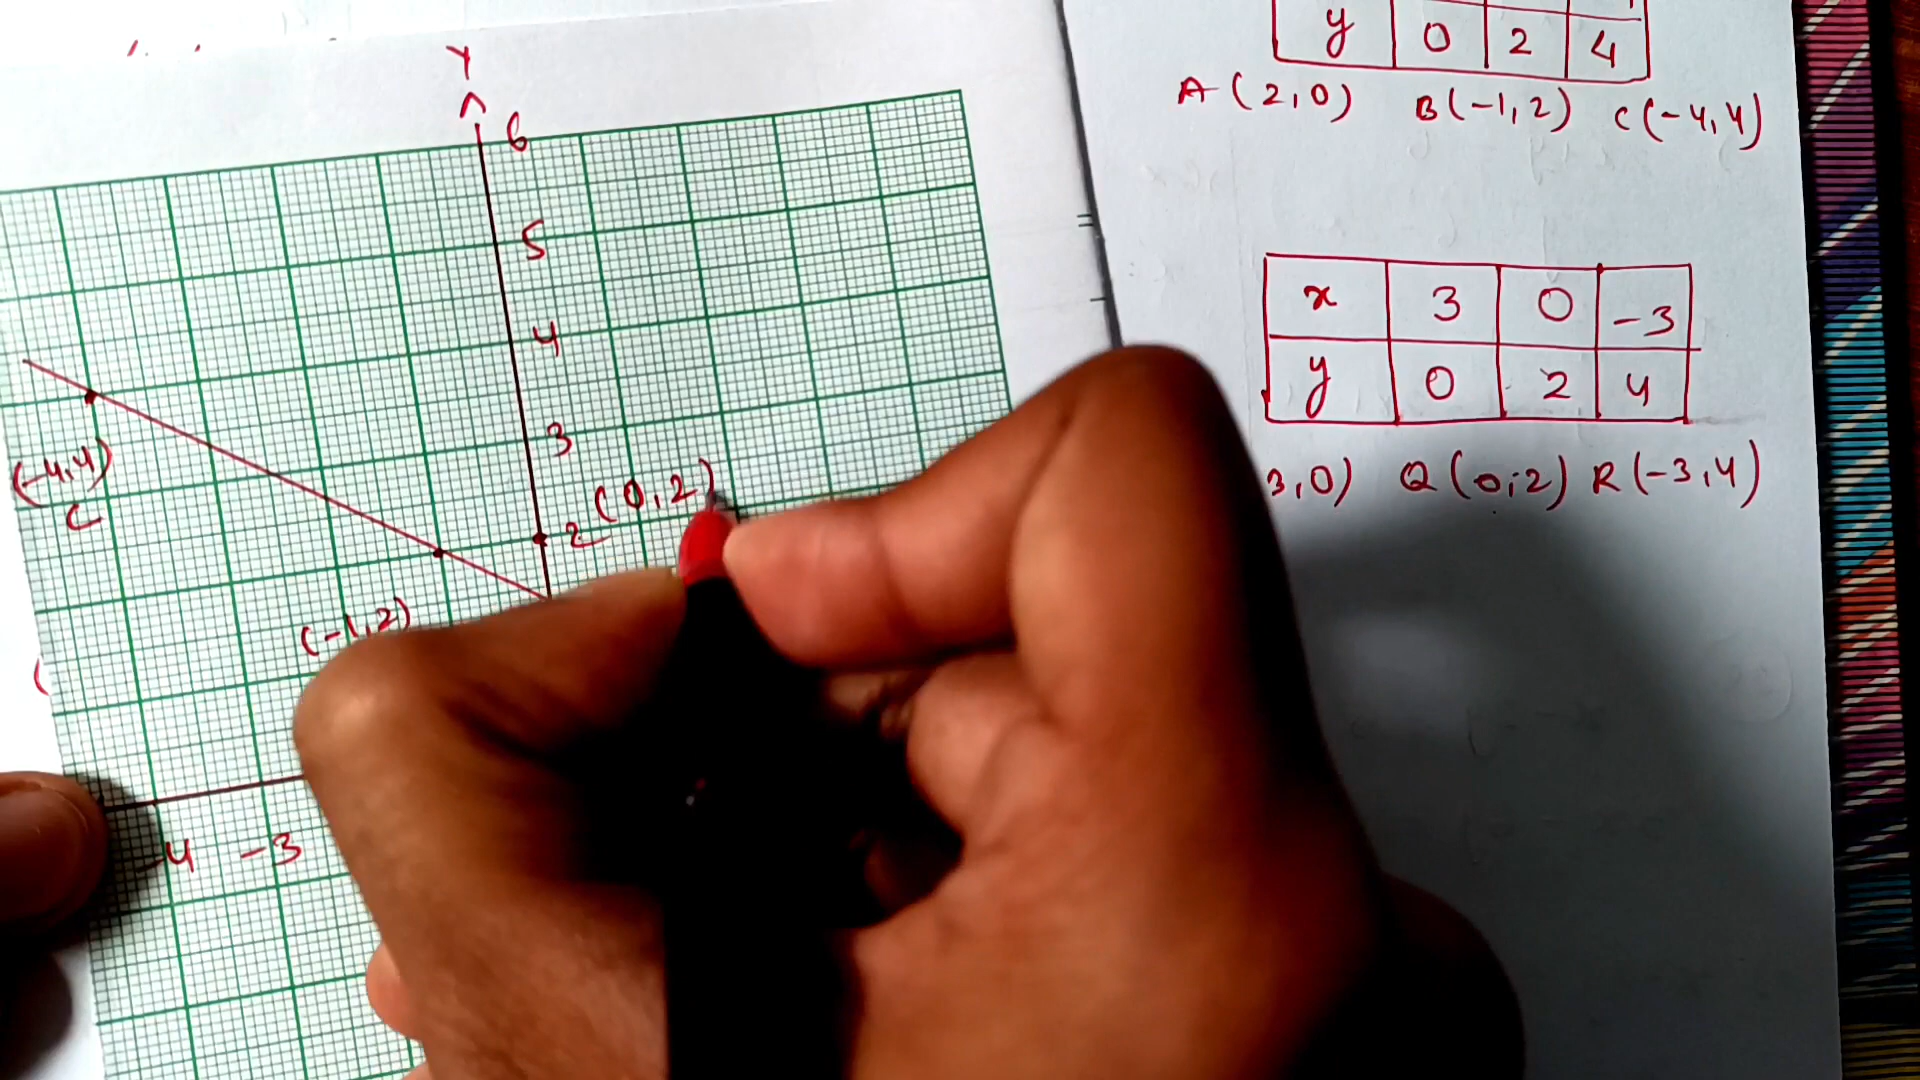 Y
6
5
4
3
2 (0,2)
(-4,4)
C
(-1,2)
-4 -3
y 0 2 4
A (2,0) B (-1,2) C (-4,4)
x 3 0 -3
y 0 2 4
3,0) Q (0,2) R (-3,4)